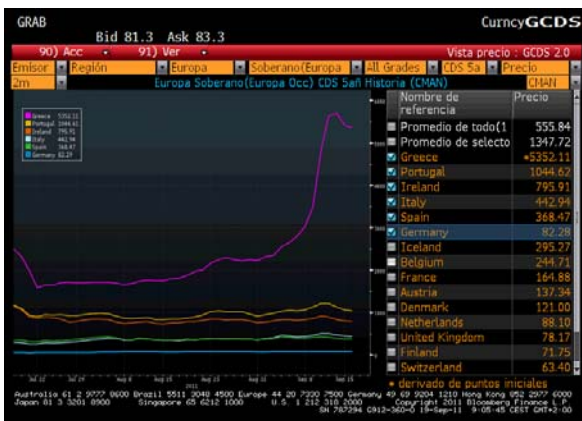 GRAB
CurncyGCDS
Bid 81.3 Ask 83.3
90) Acc 91) Ver Vista precio : GCDS 2.0
Emisor Región Europa Soberano(Europa All Grades CDS 5a Precio
2m Europa Soberano(Europa Occ) CDS 5añ Historia (CMAN) CMAN
Nombre de referencia Precio
Promedio de todo(1 555.84
Promedio de selecto 1347.72
Greece •5352.11
Portugal 1044.62
Ireland 795.91
Italy 442.94
Spain 368.47
Germany 82.28
Iceland 295.27
Belgium 244.71
France 164.88
Austria 137.34
Denmark 121.00
Netherlands 88.10
United Kingdom 78.17
Finland 71.75
Switzerland 63.40
• derivado de puntos iniciales
Greece 5352.11
Portugal 1044.61
Ireland 795.91
Italy 442.94
Spain 368.47
Germany 82.29
2011
Australia 61 2 9777 8600 Brazil 5511 3048 4500 Europe 44 20 7330 7500 Germany 49 69 9204 1210 Hong Kong 852 2977 6000
Japan 81 3 3201 8900 Singapore 65 6212 1000 U.S. 1 212 318 2000 Copyright 2011 Bloomberg Finance L.P.
SN 787294 G912-360-0 19-Sep-11 9:05:45 CEST GMT+2:00